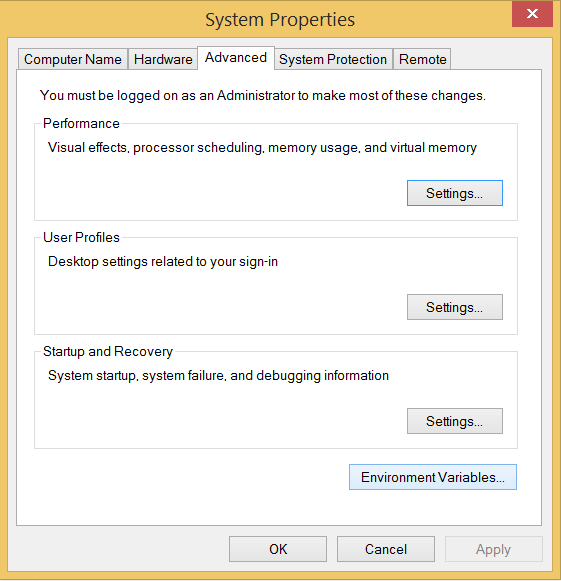 System Properties
Computer Name Hardware Advanced System Protection Remote
You must be logged on as an Administrator to make most of these changes.
Performance
Visual effects, processor scheduling, memory usage, and virtual memory
Settings...
User Profiles
Desktop settings related to your sign-in
Settings...
Startup and Recovery
System startup, system failure, and debugging information
Settings...
Environment Variables...
OK Cancel Apply